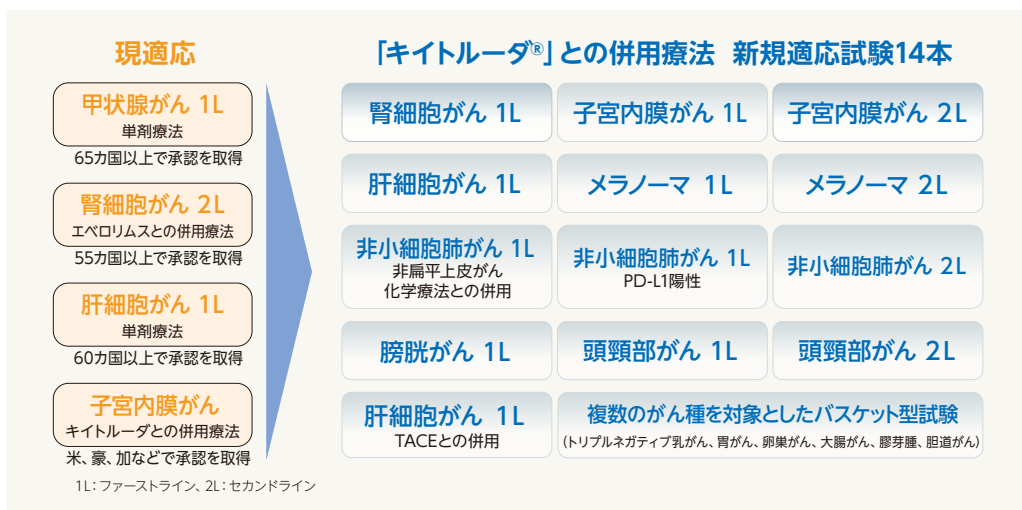 現適応
甲状腺がん 1L
単剤療法
65カ国以上で承認を取得
腎細胞がん 2L
エベロリムスとの併用療法
55カ国以上で承認を取得
肝細胞がん 1L
単剤療法
60カ国以上で承認を取得
子宮内膜がん
キイトルーダとの併用療法
米、豪、加などで承認を取得
1L：ファーストライン、2L：セカンドライン
「キイトルーダ®」との併用療法 新規適応試験14本
腎細胞がん 1L
子宮内膜がん 1L
子宮内膜がん 2L
肝細胞がん 1L
メラノーマ 1L
メラノーマ 2L
非小細胞肺がん 1L
非扁平上皮がん
化学療法との併用
非小細胞肺がん 1L
PD-L1陽性
非小細胞肺がん 2L
膀胱がん 1L
頭頸部がん 1L
頭頸部がん 2L
肝細胞がん 1L
TACEとの併用
複数のがん種を対象としたバスケット型試験
(トリプルネガティブ乳がん、胃がん、卵巣がん、大腸がん、膠芽腫、胆道がん)